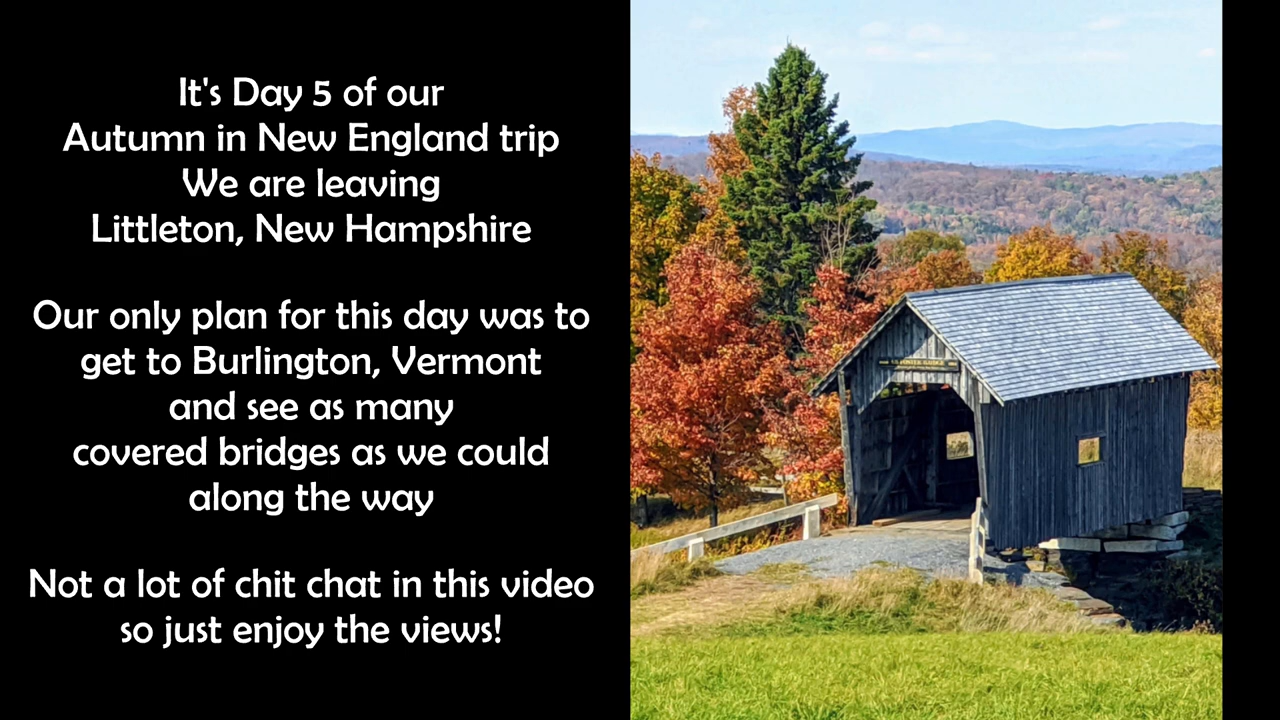 It's Day 5 of our
Autumn in New England trip
We are leaving
Littleton, New Hampshire
Our only plan for this day was to
get to Burlington, Vermont
and see as many
covered bridges as we could
along the way
Not a lot of chit chat in this video
so just enjoy the views!